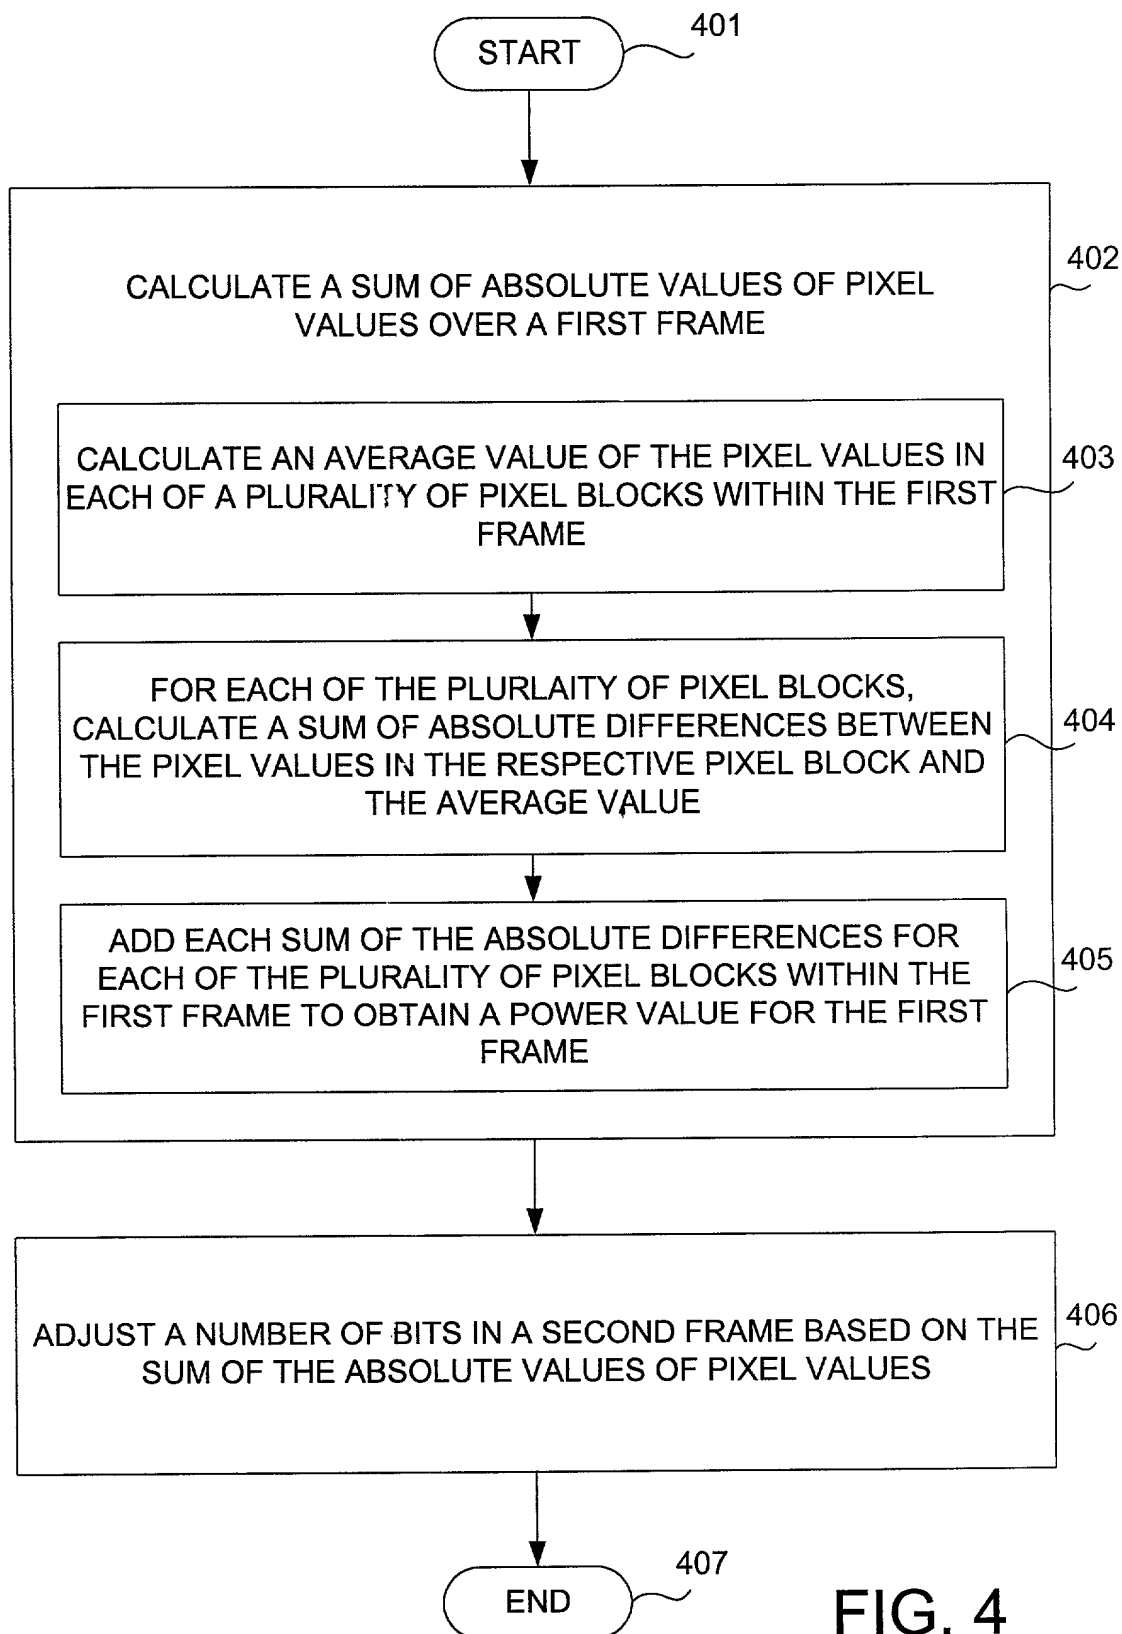 START
401
CALCULATE A SUM OF ABSOLUTE VALUES OF PIXEL
VALUES OVER A FIRST FRAME
402
CALCULATE AN AVERAGE VALUE OF THE PIXEL VALUES IN
EACH OF A PLURALITY OF PIXEL BLOCKS WITHIN THE FIRST
FRAME
403
FOR EACH OF THE PLURLAITY OF PIXEL BLOCKS,
CALCULATE A SUM OF ABSOLUTE DIFFERENCES BETWEEN
THE PIXEL VALUES IN THE RESPECTIVE PIXEL BLOCK AND
THE AVERAGE VALUE
404
ADD EACH SUM OF THE ABSOLUTE DIFFERENCES FOR
EACH OF THE PLURALITY OF PIXEL BLOCKS WITHIN THE
FIRST FRAME TO OBTAIN A POWER VALUE FOR THE FIRST
FRAME
405
ADJUST A NUMBER OF BITS IN A SECOND FRAME BASED ON THE
SUM OF THE ABSOLUTE VALUES OF PIXEL VALUES
406
END
407
FIG. 4